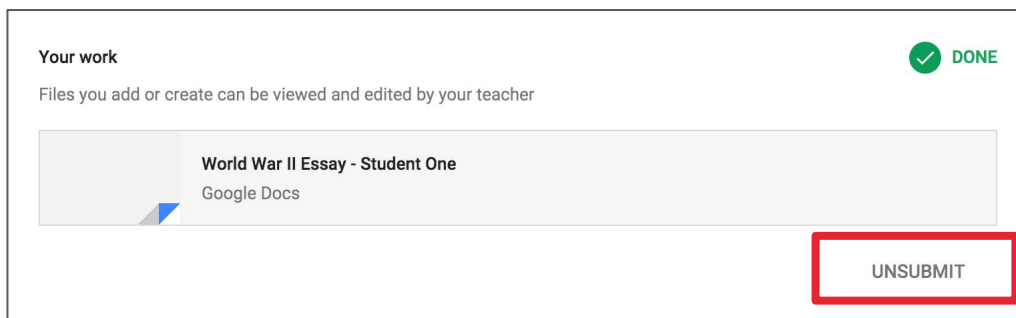 Your work
DONE
Files you add or create can be viewed and edited by your teacher
World War II Essay - Student One
Google Docs
UNSUBMIT